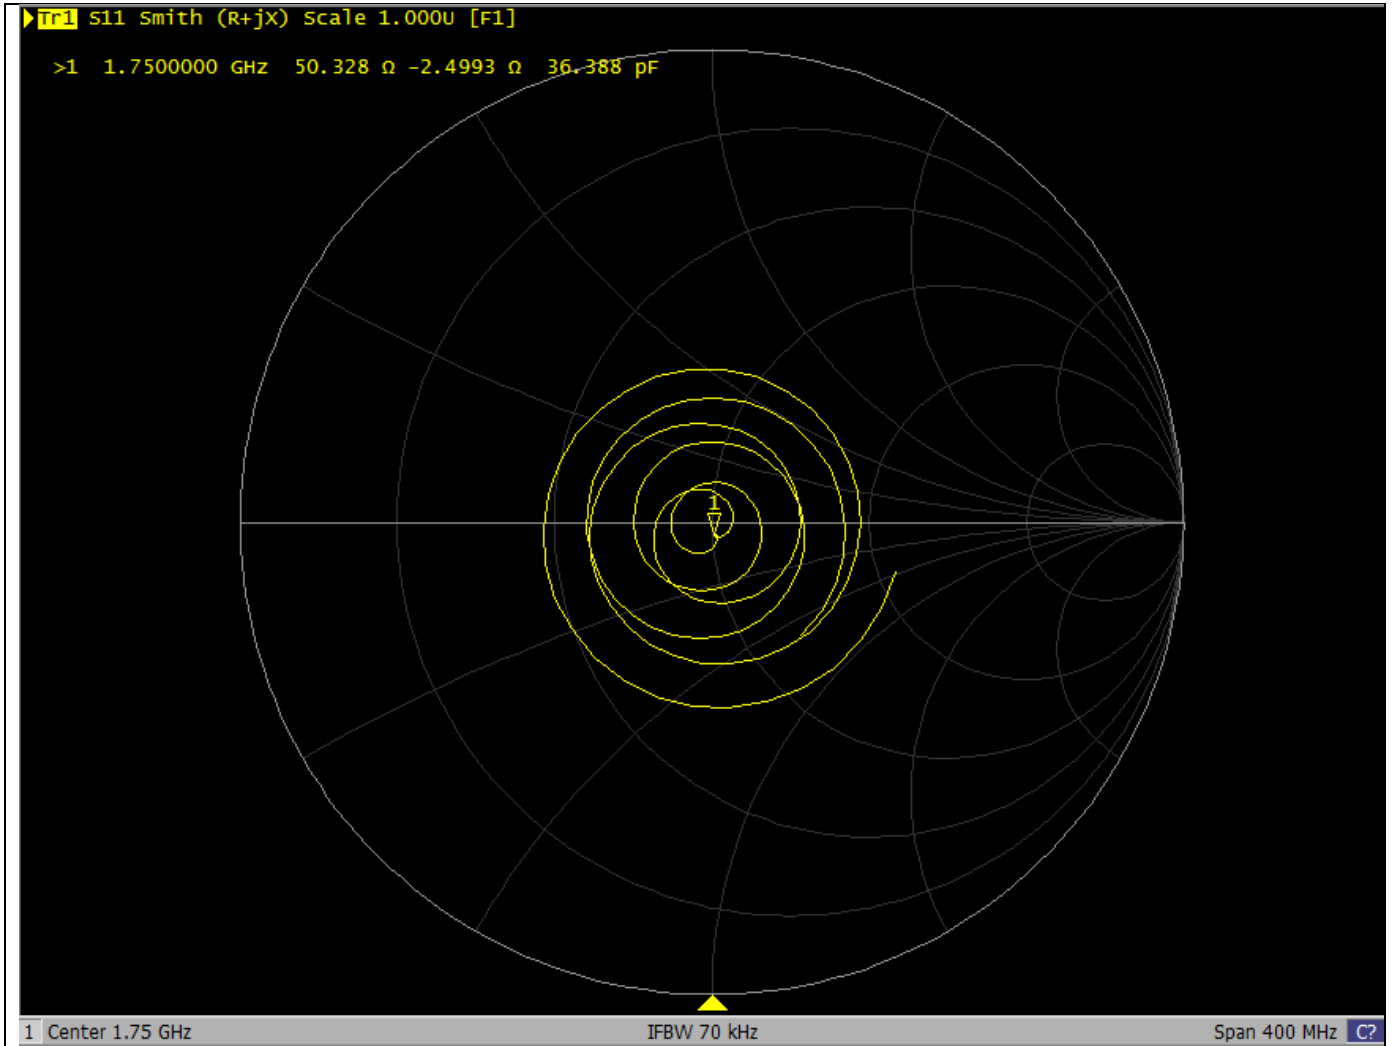 Tr1 S11 Smith (R+jX) Scale 1.000U [F1]
>1 1.7500000 GHz 50.328 Ω -2.4993 Ω 36.388 pF
1
1 Center 1.75 GHz IFBW 70 kHz Span 400 MHz C?